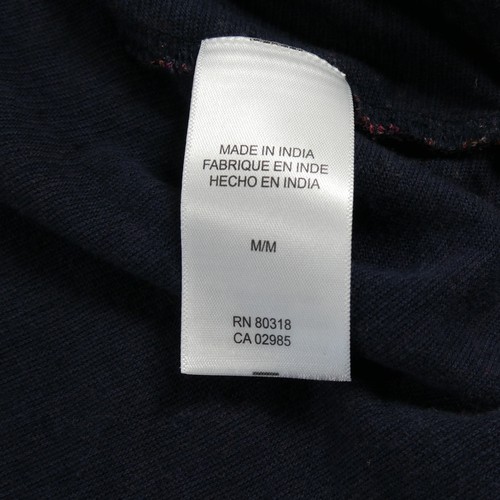 MADE IN INDIA
FABRIQUE EN INDE
HECHO EN INDIA
M/M
RN 80318
CA 02985